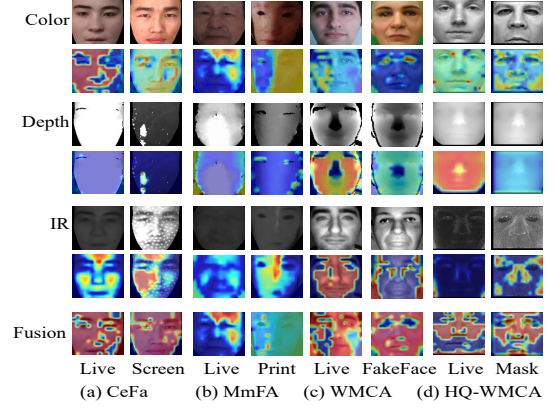 Color
Depth
IR
Fusion
Live Screen Live Print Live FakeFace Live Mask
(a) CeFa (b) MmFA (c) WMCA (d) HQ-WMCA